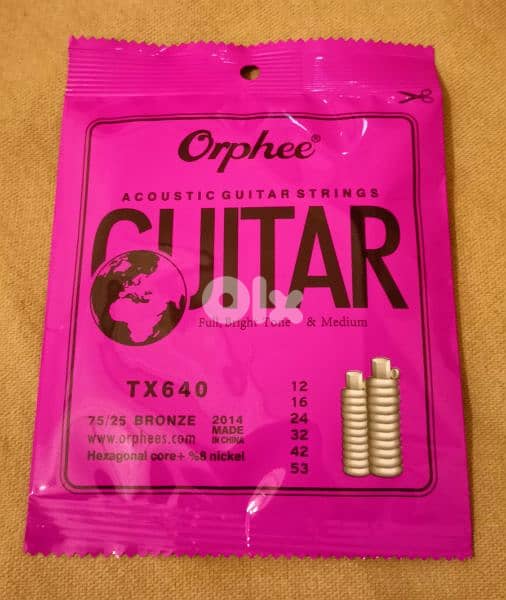 Orphee®
ACOUSTIC GUITAR STRINGS
GUITAR
olx
Full, Bright Tone & Medium
TX640
75/25 BRONZE
www.orphees.com
2014
MADE
IN CHINA
Hexagonal core+ %8 nickel
12
16
24
32
42
53